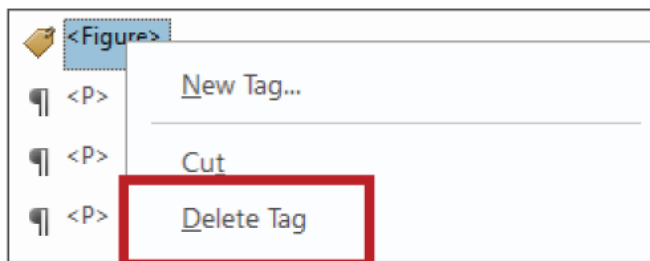 <Figure>
New Tag...
<P>
<P>
Cut
<P>
Delete Tag